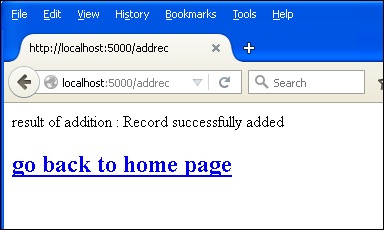 File Edit View History Bookmarks Tools Help
http://localhost:5000/addrec
localhost:5000/addrec Search
result of addition : Record successfully added
go back to home page